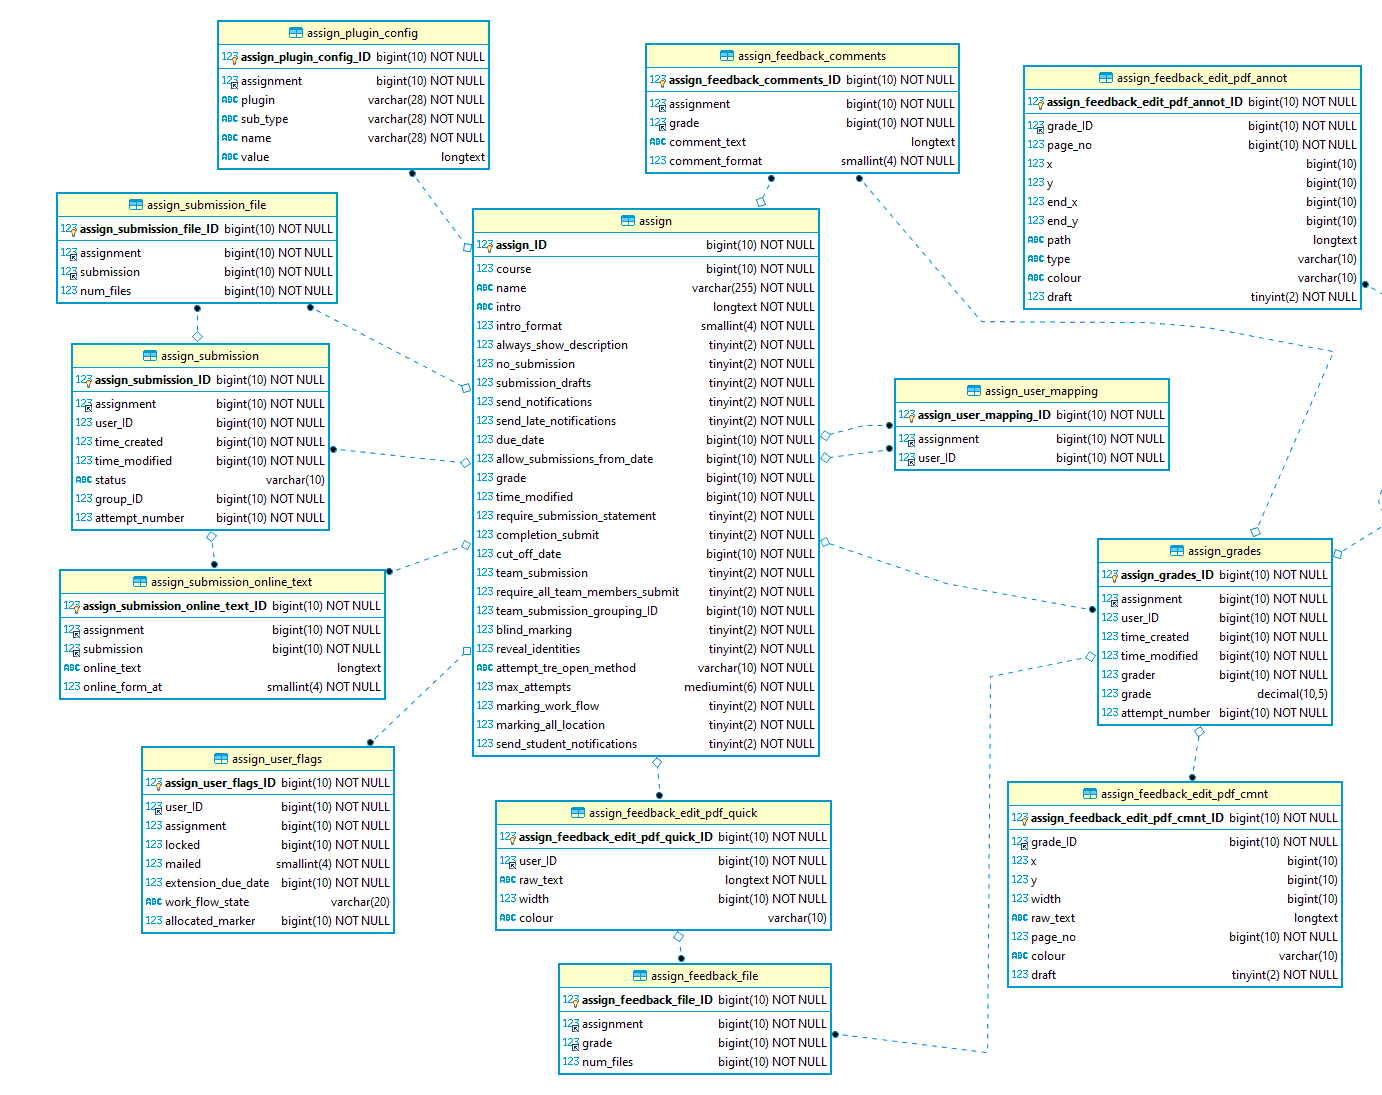 assign_plugin_config
123 assign_plugin_config_ID bigint(10) NOT NULL
123 assignment bigint(10) NOT NULL
ABC plugin varchar(28) NOT NULL
ABC sub_type varchar(28) NOT NULL
ABC name varchar(28) NOT NULL
ABC value longtext
assign_feedback_comments
123 assign_feedback_comments_ID bigint(10) NOT NULL
123 assignment bigint(10) NOT NULL
123 grade bigint(10) NOT NULL
ABC comment_text longtext
123 comment_format smallint(4) NOT NULL
assign_feedback_edit_pdf_annot
123 assign_feedback_edit_pdf_annot_ID bigint(10) NOT NULL
123 grade_ID bigint(10) NOT NULL
123 page_no bigint(10) NOT NULL
123 x bigint(10)
123 y bigint(10)
123 end_x bigint(10)
123 end_y bigint(10)
ABC path longtext
ABC type varchar(10)
ABC colour varchar(10)
123 draft tinyint(2) NOT NULL
assign_submission_file
123 assign_submission_file_ID bigint(10) NOT NULL
123 assignment bigint(10) NOT NULL
123 submission bigint(10) NOT NULL
123 num_files bigint(10) NOT NULL
assign
123 assign_ID bigint(10) NOT NULL
123 course bigint(10) NOT NULL
ABC name varchar(255) NOT NULL
ABC intro longtext NOT NULL
123 intro_format smallint(4) NOT NULL
123 always_show_description tinyint(2) NOT NULL
123 no_submission tinyint(2) NOT NULL
123 submission_drafts tinyint(2) NOT NULL
123 send_notifications tinyint(2) NOT NULL
123 send_late_notifications tinyint(2) NOT NULL
123 due_date bigint(10) NOT NULL
123 allow_submissions_from_date bigint(10) NOT NULL
123 grade bigint(10) NOT NULL
123 time_modified bigint(10) NOT NULL
123 require_submission_statement tinyint(2) NOT NULL
123 completion_submit tinyint(2) NOT NULL
123 cut_off_date bigint(10) NOT NULL
123 team_submission tinyint(2) NOT NULL
123 require_all_team_members_submit tinyint(2) NOT NULL
123 team_submission_grouping_ID bigint(10) NOT NULL
123 blind_marking tinyint(2) NOT NULL
123 reveal_identities tinyint(2) NOT NULL
ABC attempt_tre_open_method varchar(10) NOT NULL
123 max_attempts mediumint(6) NOT NULL
123 marking_work_flow tinyint(2) NOT NULL
123 marking_all_location tinyint(2) NOT NULL
123 send_student_notifications tinyint(2) NOT NULL
assign_submission
123 assign_submission_ID bigint(10) NOT NULL
123 assignment bigint(10) NOT NULL
123 user_ID bigint(10) NOT NULL
123 time_created bigint(10) NOT NULL
123 time_modified bigint(10) NOT NULL
ABC status varchar(10)
123 group_ID bigint(10) NOT NULL
123 attempt_number bigint(10) NOT NULL
assign_user_mapping
123 assign_user_mapping_ID bigint(10) NOT NULL
123 assignment bigint(10) NOT NULL
123 user_ID bigint(10) NOT NULL
assign_grades
123 assign_grades_ID bigint(10) NOT NULL
123 assignment bigint(10) NOT NULL
123 user_ID bigint(10) NOT NULL
123 time_created bigint(10) NOT NULL
123 time_modified bigint(10) NOT NULL
123 grader bigint(10) NOT NULL
123 grade decimal(10,5)
123 attempt_number bigint(10) NOT NULL
assign_submission_online_text
123 assign_submission_online_text_ID bigint(10) NOT NULL
123 assignment bigint(10) NOT NULL
123 submission bigint(10) NOT NULL
ABC online_text longtext
123 online_form_at smallint(4) NOT NULL
assign_user_flags
123 assign_user_flags_ID bigint(10) NOT NULL
123 user_ID bigint(10) NOT NULL
123 assignment bigint(10) NOT NULL
123 locked bigint(10) NOT NULL
123 mailed smallint(4) NOT NULL
123 extension_due_date bigint(10) NOT NULL
ABC work_flow_state varchar(20)
123 allocated_marker bigint(10) NOT NULL
assign_feedback_edit_pdf_quick
123 assign_feedback_edit_pdf_quick_ID bigint(10) NOT NULL
123 user_ID bigint(10) NOT NULL
ABC raw_text longtext NOT NULL
123 width bigint(10) NOT NULL
ABC colour varchar(10)
assign_feedback_edit_pdf_cmnt
123 assign_feedback_edit_pdf_cmnt_ID bigint(10) NOT NULL
123 grade_ID bigint(10) NOT NULL
123 x bigint(10)
123 y bigint(10)
123 width bigint(10)
ABC raw_text longtext
123 page_no bigint(10) NOT NULL
ABC colour varchar(10)
123 draft tinyint(2) NOT NULL
assign_feedback_file
123 assign_feedback_file_ID bigint(10) NOT NULL
123 assignment bigint(10) NOT NULL
123 grade bigint(10) NOT NULL
123 num_files bigint(10) NOT NULL